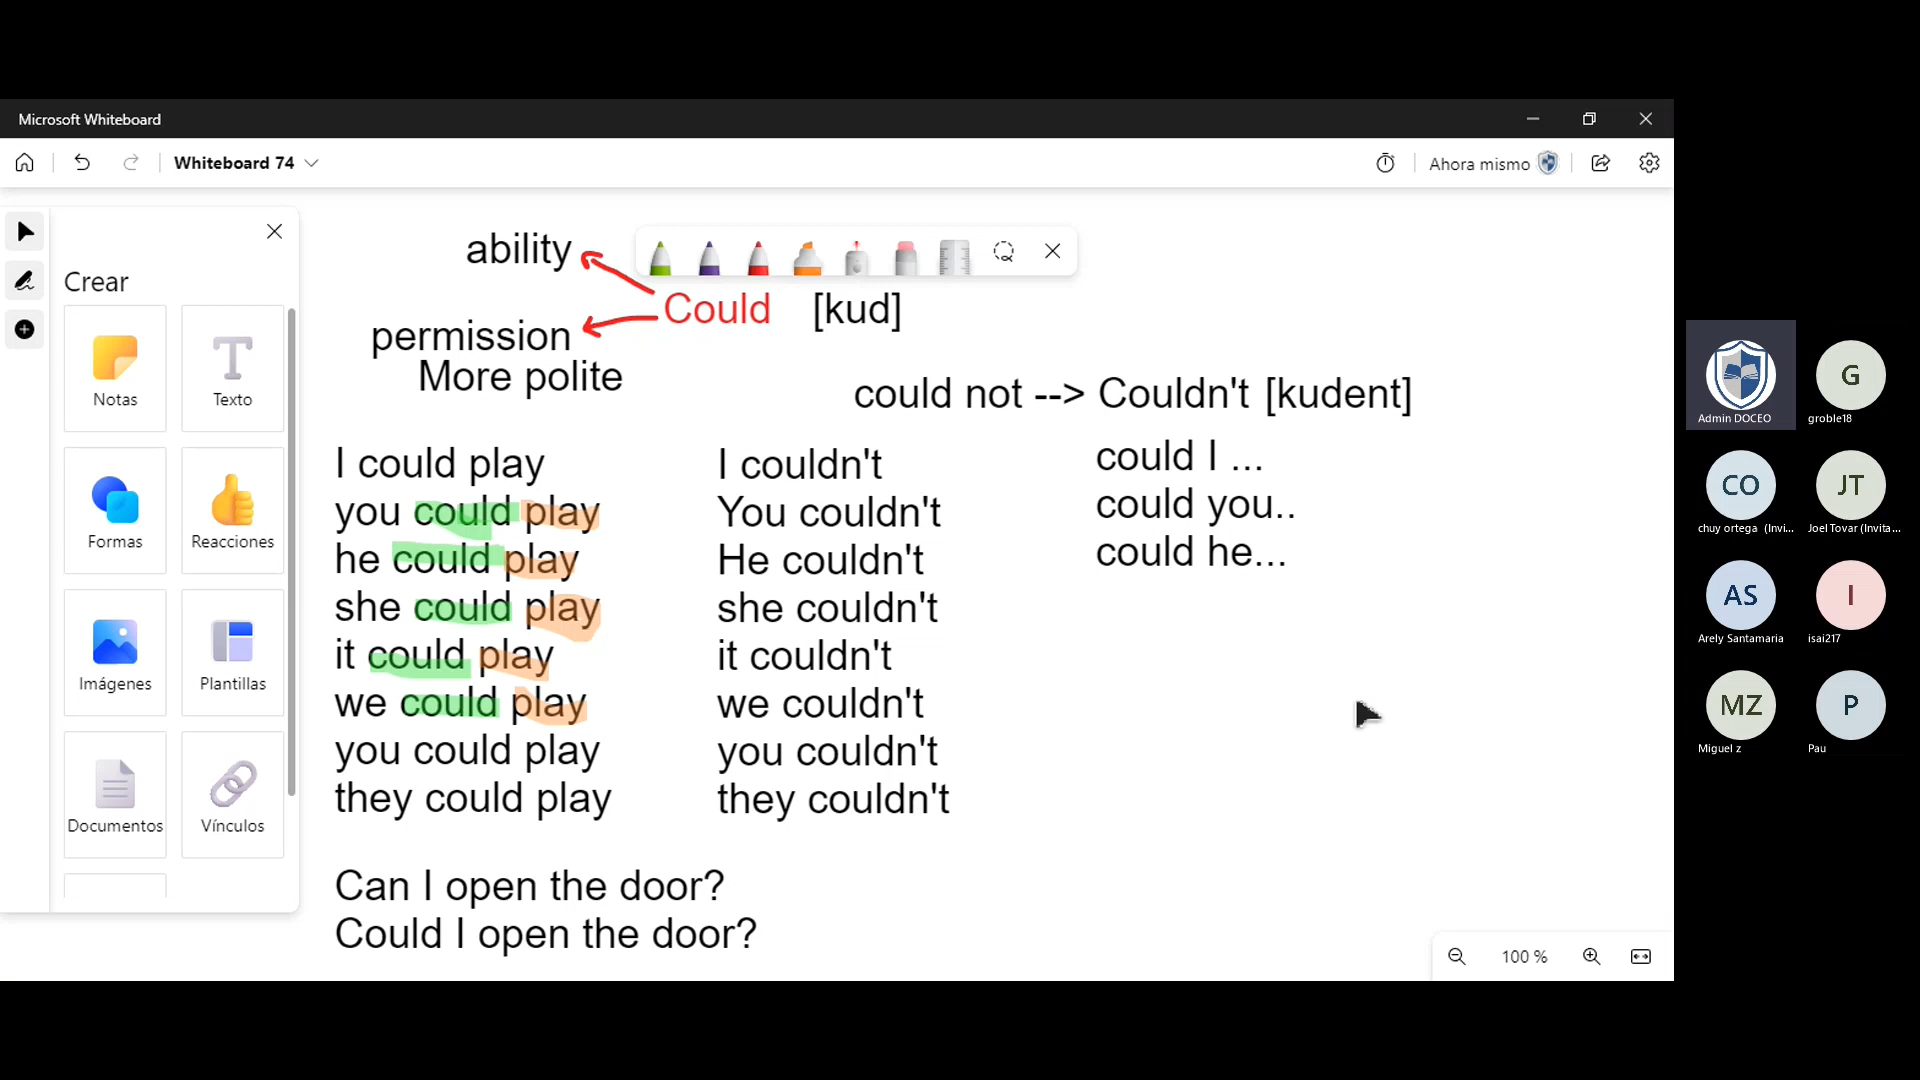 Microsoft Whiteboard
Whiteboard 74
Ahora mismo
Crear
Notas
Texto
Formas
Reacciones
Imágenes
Plantillas
Documentos
Vínculos
ability
Could [kud]
permission
More polite
could not --> Couldn't [kudent]
I could play
you could play
he could play
she could play
it could play
we could play
you could play
they could play
I couldn't
You couldn't
He couldn't
she couldn't
it couldn't
we couldn't
you couldn't
they couldn't
could I ...
could you..
could he...
Can I open the door?
Could I open the door?
100 %
Admin DOCEO
G
groble18
CO
chuy ortega (Invi...
JT
Joel Tovar (Invita...
AS
Arely Santamaria
I
isai217
MZ
Miguel z
P
Pau